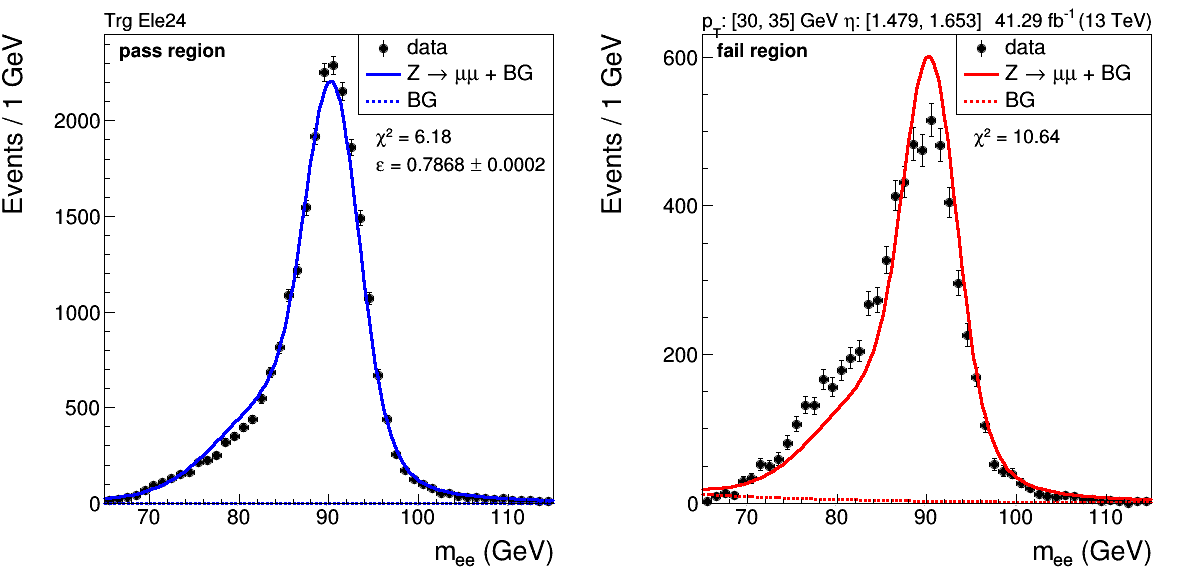 Trg Ele24
pass region
data
Z → μμ + BG
BG
χ² = 6.18
ε = 0.7868 ± 0.0002
Events / 1 GeV
2000
1500
1000
500
0
70 80 90 100 110
m_ee (GeV)
p_T: [30, 35] GeV η: [1.479, 1.653] 41.29 fb⁻¹ (13 TeV)
fail region
data
Z → μμ + BG
BG
χ² = 10.64
Events / 1 GeV
600
400
200
0
70 80 90 100 110
m_ee (GeV)